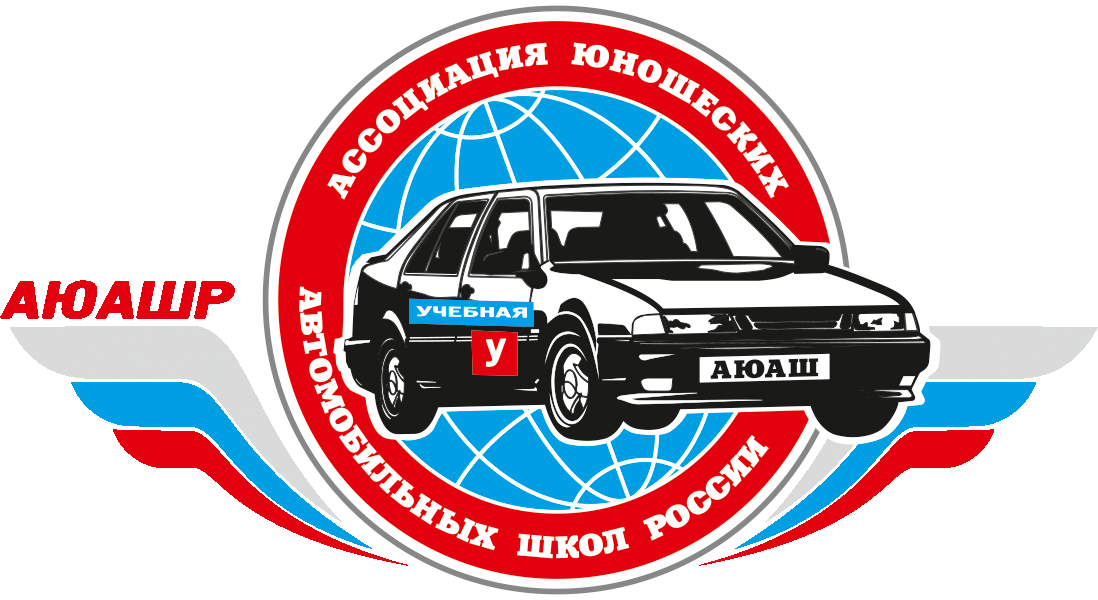 АССОЦИАЦИЯ ЮНОШЕСКИХ
АЮАШР
УЧЕБНАЯ
У
АЮАШ
АВТОМОБИЛЬНЫХ ШКОЛ РОССИИ